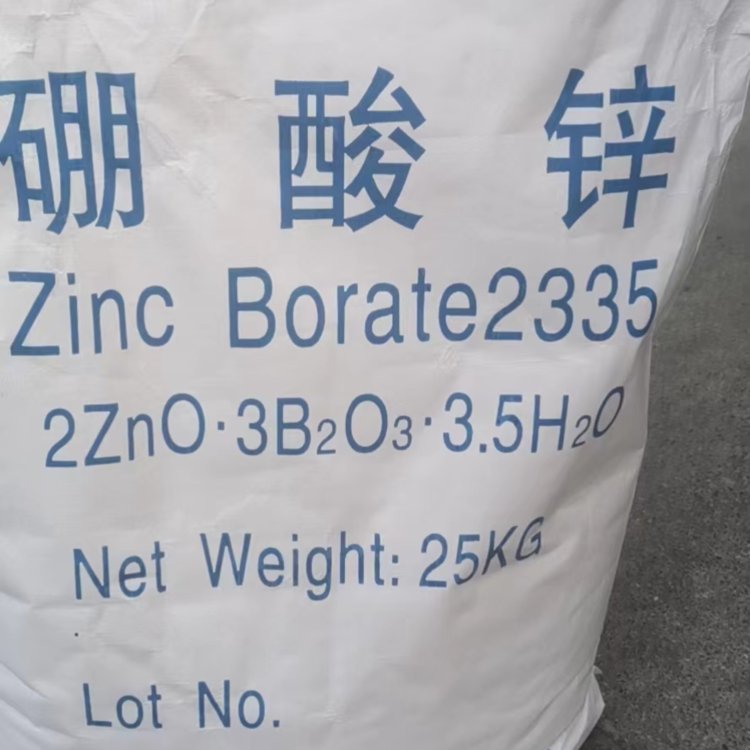 硼酸锌
Zinc Borate2335
2ZnO·3B₂O₃·3.5H₂O
Net Weight: 25KG
Lot No.